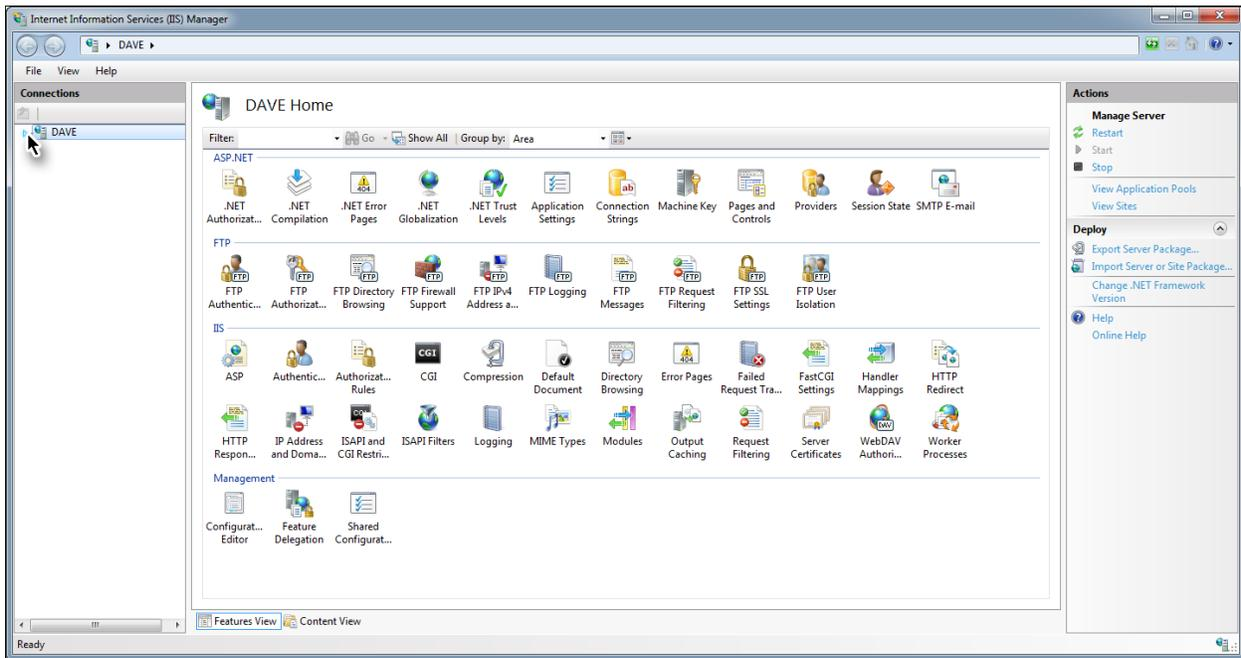 Internet Information Services (IIS) Manager
DAVE
File View Help
Connections
DAVE
DAVE Home
Filter: Go Show All Group by: Area
ASP.NET
.NET Authorizat...
.NET Compilation
.NET Error Pages
.NET Globalization
.NET Trust Levels
Application Settings
Connection Strings
Machine Key
Pages and Controls
Providers
Session State
SMTP E-mail
FTP
FTP Authentic...
FTP Authorizat...
FTP Directory Browsing
FTP Firewall Support
FTP IPv4 Address a...
FTP Logging
FTP Messages
FTP Request Filtering
FTP SSL Settings
FTP User Isolation
IIS
ASP
Authentic...
Authorizat... Rules
CGI
Compression
Default Document
Directory Browsing
Error Pages
Failed Request Tra...
FastCGI Settings
Handler Mappings
HTTP Redirect
HTTP Respon...
IP Address and Doma...
ISAPI and CGI Restri...
ISAPI Filters
Logging
MIME Types
Modules
Output Caching
Request Filtering
Server Certificates
WebDAV Authori...
Worker Processes
Management
Configurat... Editor
Feature Delegation
Shared Configurat...
Features View
Content View
Actions
Manage Server
Restart
Start
Stop
View Application Pools
View Sites
Deploy
Export Server Package...
Import Server or Site Package...
Change .NET Framework
Version
Help
Online Help
Ready